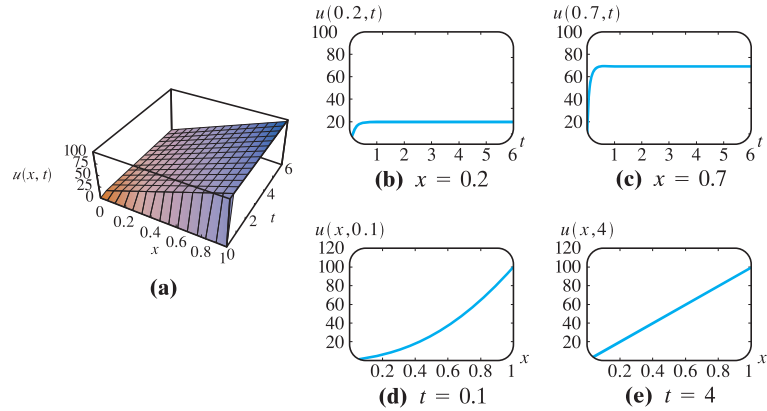 u(x, t)
100
75
50
25
0
0
0.2
0.4
0.6
0.8
1
x
0
2
4
6
t
(a)
u(0.2, t)
100
80
60
40
20
1 2 3 4 5 6 t
(b) x = 0.2
u(0.7, t)
100
80
60
40
20
1 2 3 4 5 6 t
(c) x = 0.7
u(x,0.1)
120
100
80
60
40
20
0.2 0.4 0.6 0.8 1 x
(d) t = 0.1
u(x,4)
120
100
80
60
40
20
0.2 0.4 0.6 0.8 1 x
(e) t = 4